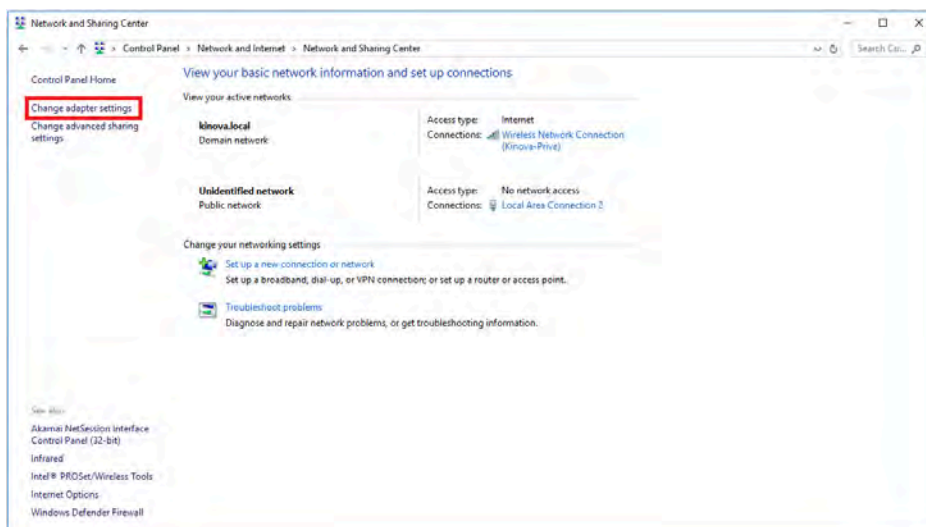 Network and Sharing Center
Control Panel > Network and Internet > Network and Sharing Center
Search Co...
Control Panel Home
Change adapter settings
Change advanced sharing
settings
View your basic network information and set up connections
View your active networks
kinova.local
Domain network
Access type: Internet
Connections: Wireless Network Connection
(Kinova-Prive)
Unidentified network
Public network
Access type: No network access
Connections: Local Area Connection 2
Change your networking settings
Set up a new connection or network
Set up a broadband, dial-up, or VPN connection; or set up a router or access point.
Troubleshoot problems
Diagnose and repair network problems, or get troubleshooting information.
See also
Akamai NetSession Interface
Control Panel (32-bit)
Infrared
Intel® PROSet/Wireless Tools
Internet Options
Windows Defender Firewall